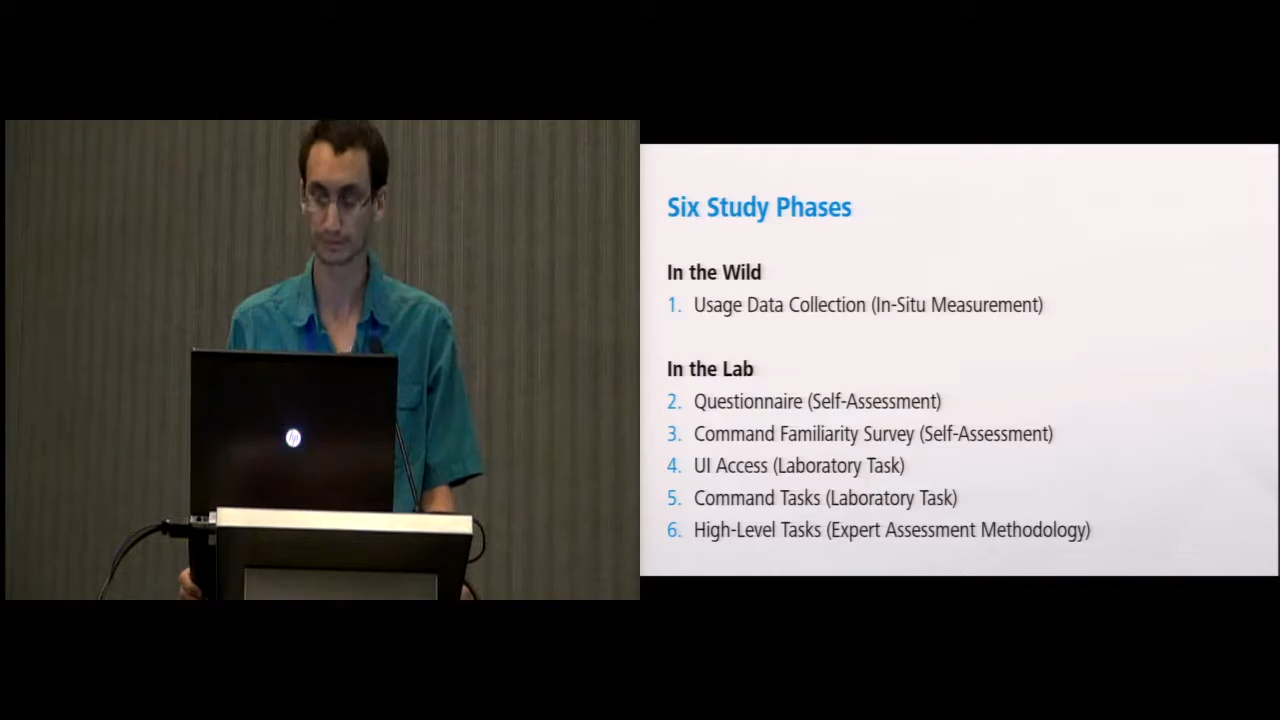 Six Study Phases
In the Wild
1. Usage Data Collection (In-Situ Measurement)
In the Lab
2. Questionnaire (Self-Assessment)
3. Command Familiarity Survey (Self-Assessment)
4. UI Access (Laboratory Task)
5. Command Tasks (Laboratory Task)
6. High-Level Tasks (Expert Assessment Methodology)
hp